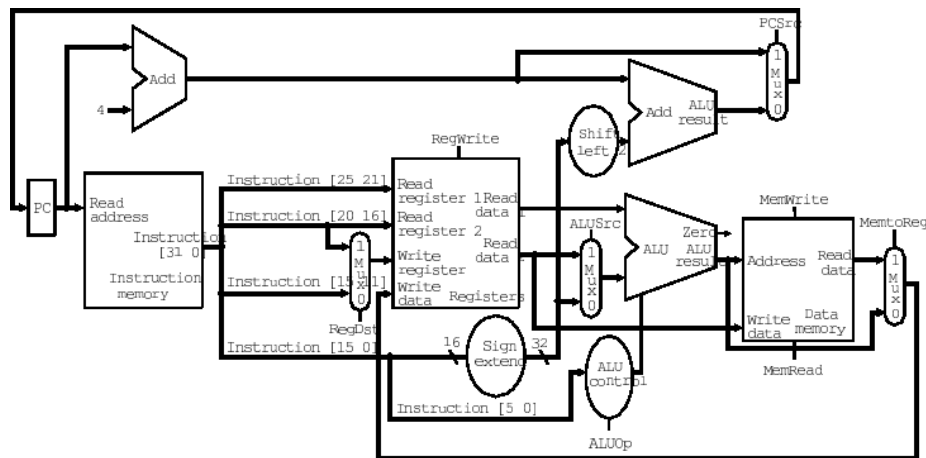 PCSrc
1
Mux
0
Add
4
Add
ALU
result
Shift
left 2
RegWrite
PC
Read
address
Instruction
[31 0]
Instruction
memory
Instruction [25 21]
Instruction [20 16]
Instruction [15 11]
Instruction [15 0]
Instruction [5 0]
1
Mux
0
RegDst
Read
register 1
Read
register 2
Write
register
Write
data
Read
data 1
Read
data 2
Registers
16
Sign
extend
32
ALUSrc
1
Mux
0
ALU
Zero
ALU
result
ALU
control
ALUOp
MemWrite
Address
Read
data
Write
data
Data
memory
MemRead
MemtoReg
1
Mux
0